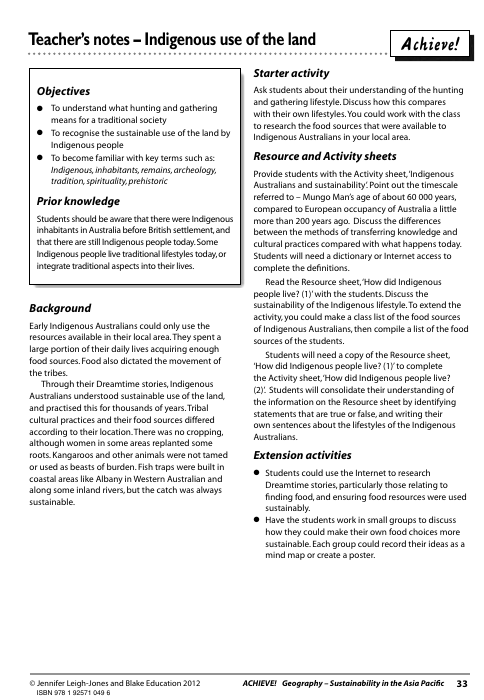 Teacher's notes – Indigenous use of the land
Achieve!
Objectives
● To understand what hunting and gathering
means for a traditional society
● To recognise the sustainable use of the land by
Indigenous people
● To become familiar with key terms such as:
Indigenous, inhabitants, remains, archeology,
tradition, spirituality, prehistoric
Prior knowledge
Students should be aware that there were Indigenous
inhabitants in Australia before British settlement, and
that there are still Indigenous people today. Some
Indigenous people live traditional lifestyles today, or
integrate traditional aspects into their lives.
Background
Early Indigenous Australians could only use the
resources available in their local area. They spent a
large portion of their daily lives acquiring enough
food sources. Food also dictated the movement of
the tribes.
Through their Dreamtime stories, Indigenous
Australians understood sustainable use of the land,
and practised this for thousands of years. Tribal
cultural practices and their food sources differed
according to their location. There was no cropping,
although women in some areas replanted some
roots. Kangaroos and other animals were not tamed
or used as beasts of burden. Fish traps were built in
coastal areas like Albany in Western Australian and
along some inland rivers, but the catch was always
sustainable.
Starter activity
Ask students about their understanding of the hunting
and gathering lifestyle. Discuss how this compares
with their own lifestyles. You could work with the class
to research the food sources that were available to
Indigenous Australians in your local area.
Resource and Activity sheets
Provide students with the Activity sheet, 'Indigenous
Australians and sustainability'. Point out the timescale
referred to – Mungo Man's age of about 60 000 years,
compared to European occupancy of Australia a little
more than 200 years ago. Discuss the differences
between the methods of transferring knowledge and
cultural practices compared with what happens today.
Students will need a dictionary or Internet access to
complete the definitions.
Read the Resource sheet, 'How did Indigenous
people live? (1)' with the students. Discuss the
sustainability of the Indigenous lifestyle. To extend the
activity, you could make a class list of the food sources
of Indigenous Australians, then compile a list of the food
sources of the students.
Students will need a copy of the Resource sheet,
'How did Indigenous people live? (1)' to complete
the Activity sheet, 'How did Indigenous people live?
(2)'. Students will consolidate their understanding of
the information on the Resource sheet by identifying
statements that are true or false, and writing their
own sentences about the lifestyles of the Indigenous
Australians.
Extension activities
● Students could use the Internet to research
Dreamtime stories, particularly those relating to
finding food, and ensuring food resources were used
sustainably.
● Have the students work in small groups to discuss
how they could make their own food choices more
sustainable. Each group could record their ideas as a
mind map or create a poster.
© Jennifer Leigh-Jones and Blake Education 2012
ISBN 978 1 92571 049 6
ACHIEVE! Geography – Sustainability in the Asia Pacific 33